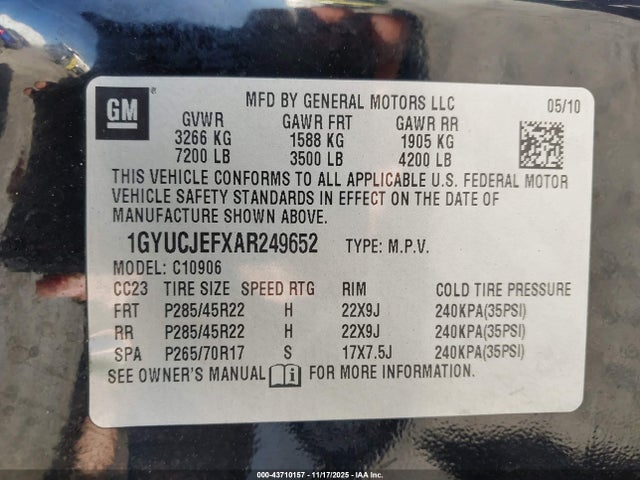 GM ®
MFD BY GENERAL MOTORS LLC 05/10
GVWR GAWR FRT GAWR RR
3266 KG 1588 KG 1905 KG
7200 LB 3500 LB 4200 LB
THIS VEHICLE CONFORMS TO ALL APPLICABLE U.S. FEDERAL MOTOR
VEHICLE SAFETY STANDARDS IN EFFECT ON THE DATE OF
MANUFACTURE SHOWN ABOVE.
1GYUCJEFXAR249652 TYPE: M.P.V.
MODEL: C10906
CC23 TIRE SIZE SPEED RTG RIM COLD TIRE PRESSURE
FRT P285/45R22 H 22X9J 240KPA(35PSI)
RR P285/45R22 H 22X9J 240KPA(35PSI)
SPA P265/70R17 S 17X7.5J 240KPA(35PSI)
SEE OWNER'S MANUAL i FOR MORE INFORMATION.
000-43710157 - 11/17/2025 - IAAI, Inc.